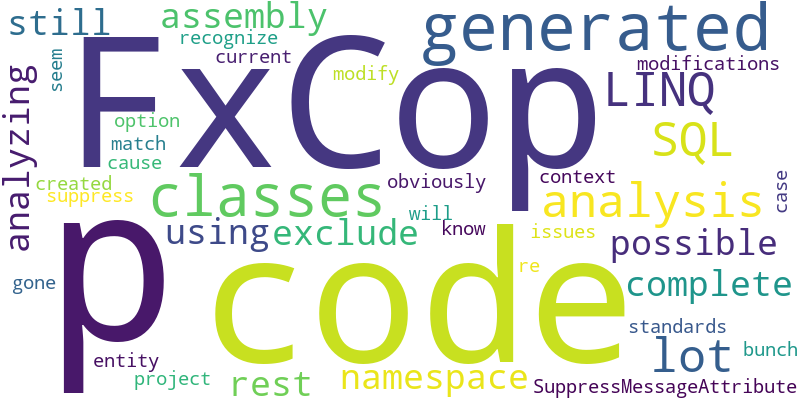 still
assembly
generated
recognize
current
seem
FxCop
modify
modifications
LINQ
analyzing
option
match
SQL
cause
created
suppress
classes
obviously
context
analysis
case
will
using
exclude
know
issues
possible
p
code
re
gone
complete
standards
entity
lot
bunch
project
rest
namespace
SuppressMessageAttribute